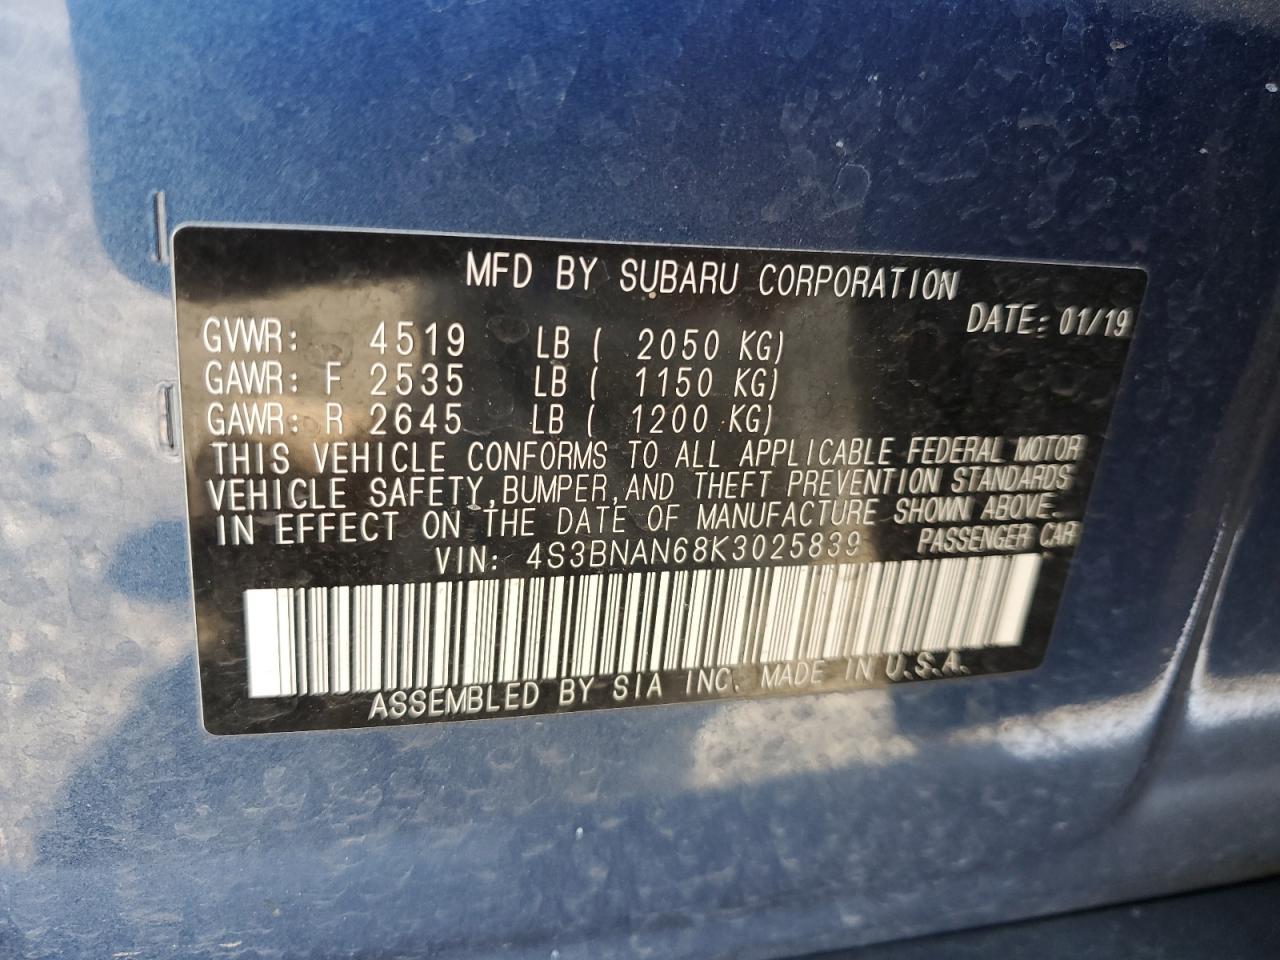 MFD BY SUBARU CORPORATION
DATE: 01/19
GVWR: 4519 LB ( 2050 KG)
GAWR: F 2535 LB ( 1150 KG)
GAWR: R 2645 LB ( 1200 KG)
THIS VEHICLE CONFORMS TO ALL APPLICABLE FEDERAL MOTOR
VEHICLE SAFETY, BUMPER, AND THEFT PREVENTION STANDARDS
IN EFFECT ON THE DATE OF MANUFACTURE SHOWN ABOVE.
VIN: 4S3BNAN68K3025839 PASSENGER CAR
ASSEMBLED BY SIA INC. MADE IN U.S.A.